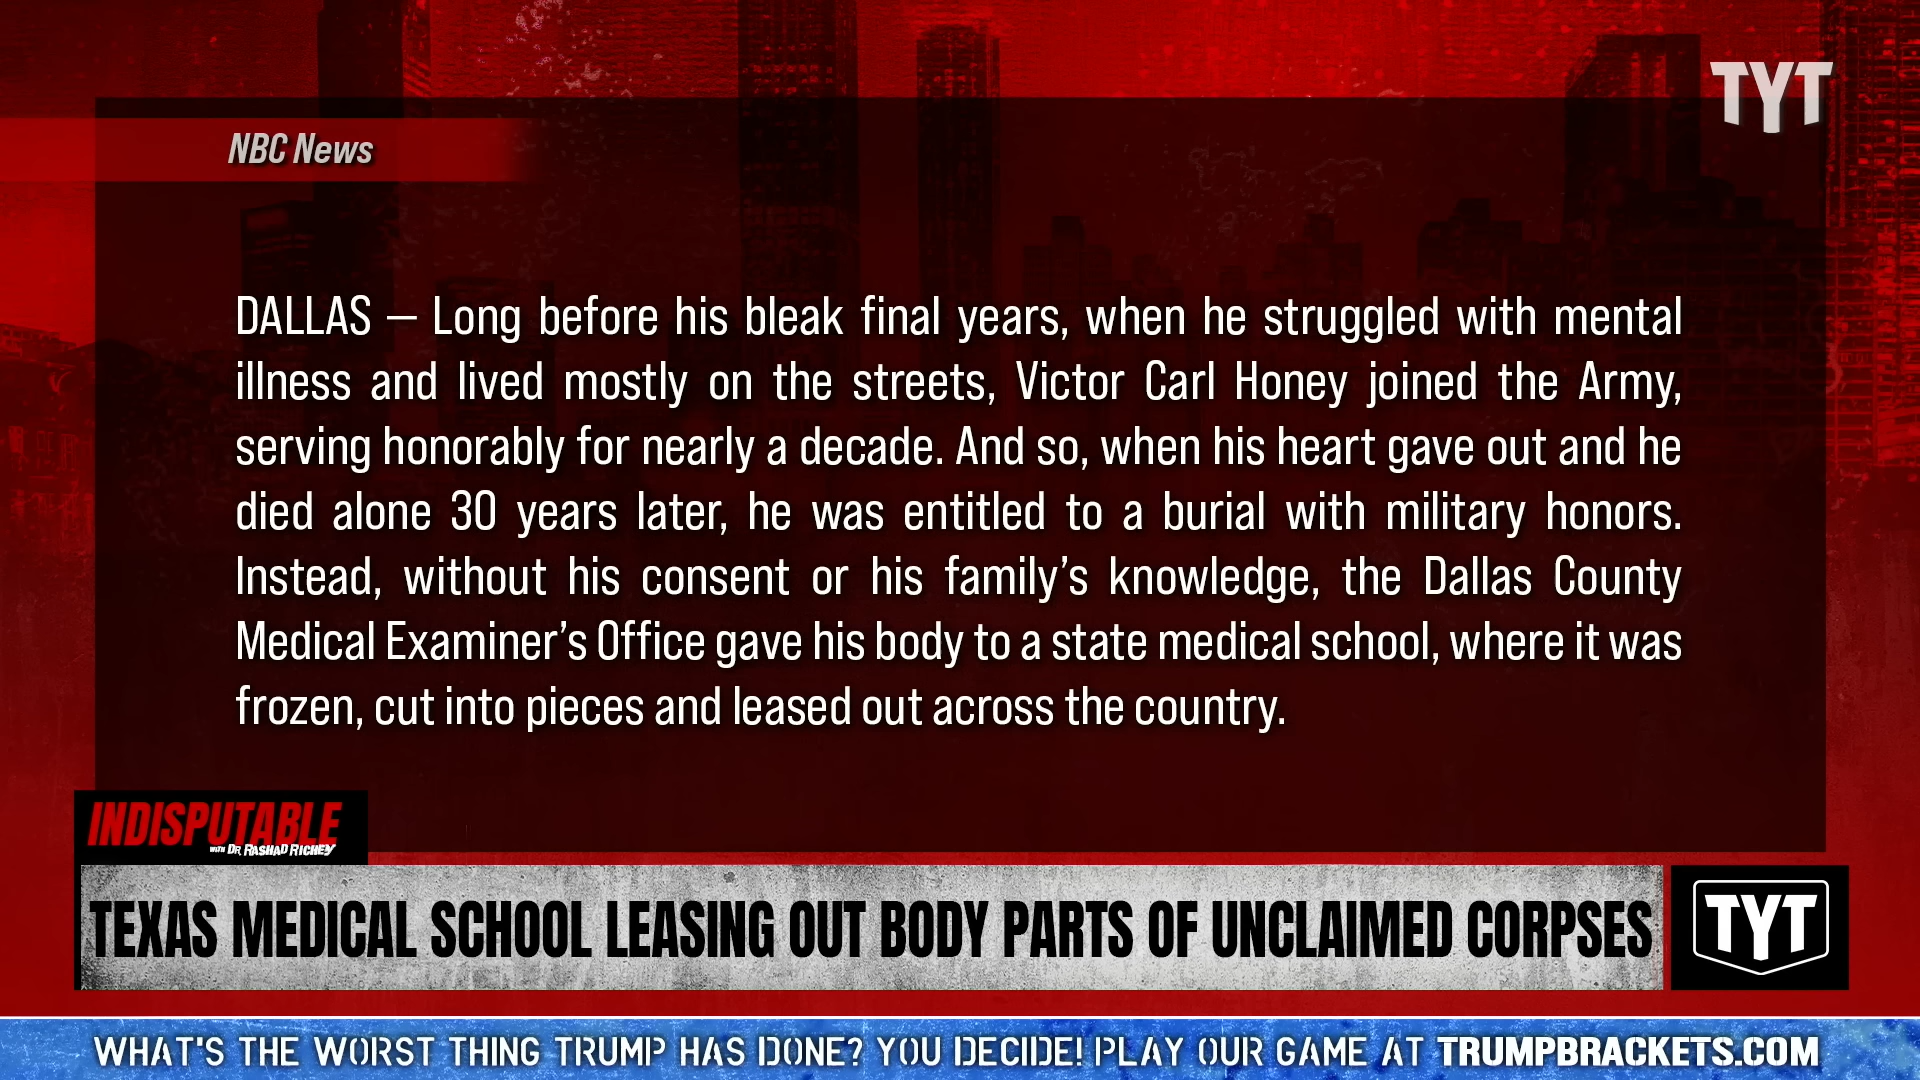 TYT
NBC News
DALLAS — Long before his bleak final years, when he struggled with mental
illness and lived mostly on the streets, Victor Carl Honey joined the Army,
serving honorably for nearly a decade. And so, when his heart gave out and he
died alone 30 years later, he was entitled to a burial with military honors.
Instead, without his consent or his family’s knowledge, the Dallas County
Medical Examiner’s Office gave his body to a state medical school, where it was
frozen, cut into pieces and leased out across the country.
INDISPUTABLE
WITH DR RASHAD RICHEY
TEXAS MEDICAL SCHOOL LEASING OUT BODY PARTS OF UNCLAIMED CORPSES
TYT
WHAT'S THE WORST THING TRUMP HAS DONE? YOU DECIDE! PLAY OUR GAME AT TRUMPBRACKETS.COM